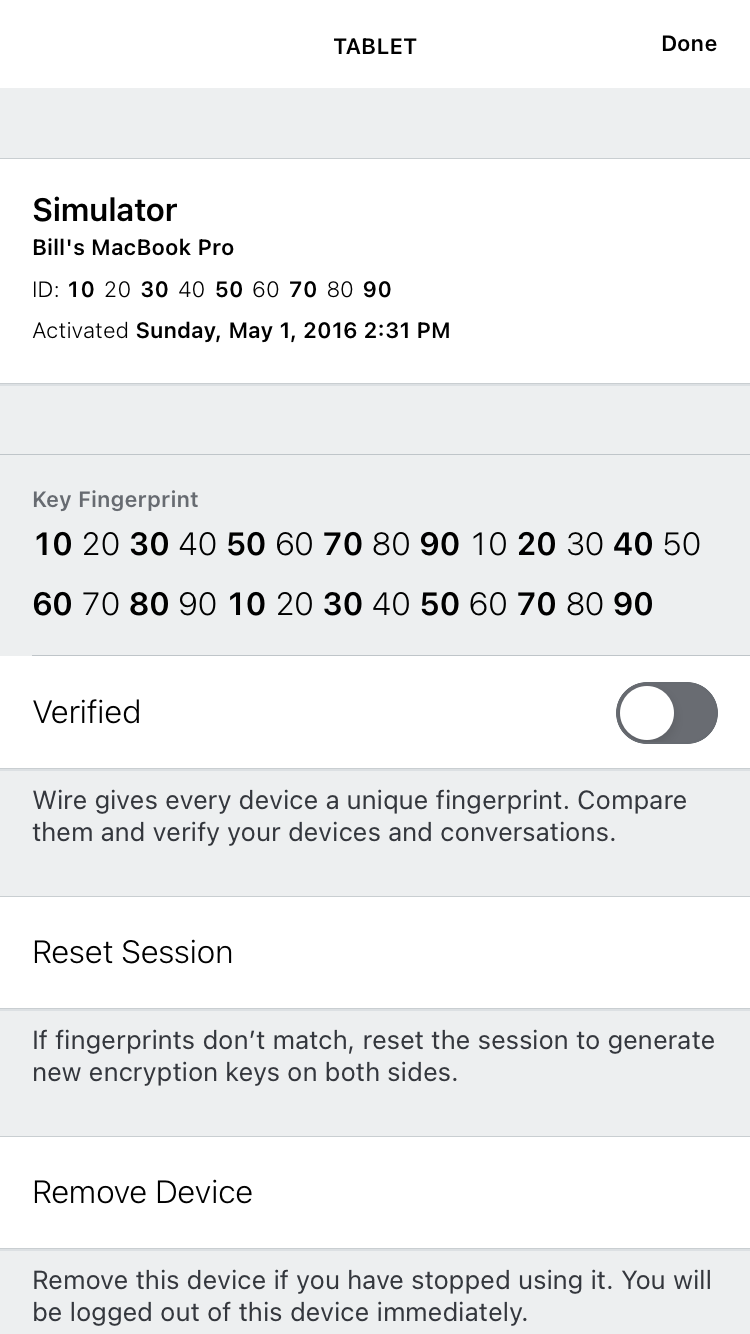 TABLET
Done
Simulator
Bill's MacBook Pro
ID: 10 20 30 40 50 60 70 80 90
Activated Sunday, May 1, 2016 2:31 PM
Key Fingerprint
10 20 30 40 50 60 70 80 90 10 20 30 40 50
60 70 80 90 10 20 30 40 50 60 70 80 90
Verified
Wire gives every device a unique fingerprint. Compare
them and verify your devices and conversations.
Reset Session
If fingerprints don’t match, reset the session to generate
new encryption keys on both sides.
Remove Device
Remove this device if you have stopped using it. You will
be logged out of this device immediately.